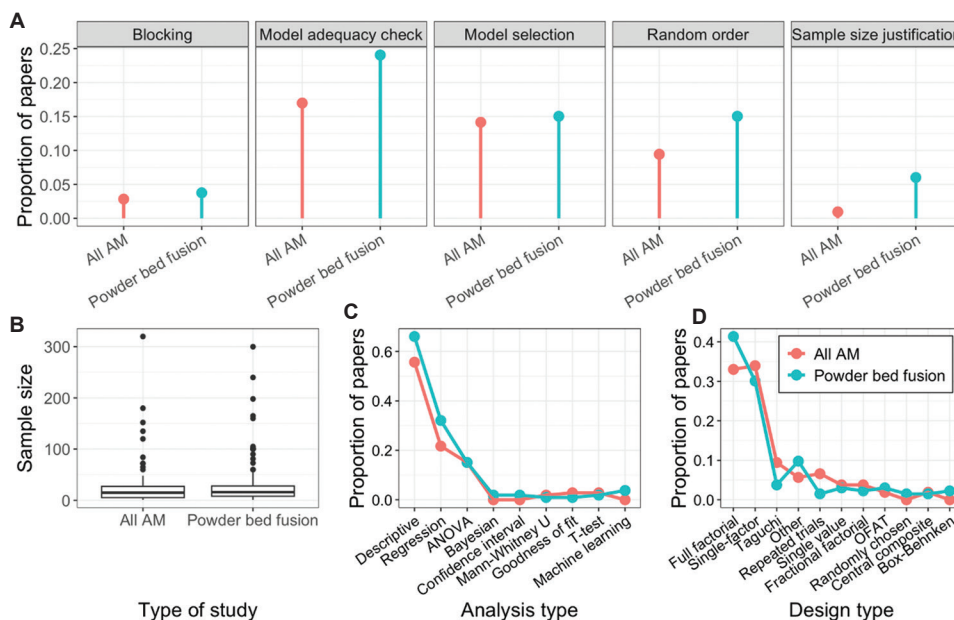 A
Blocking
Model adequacy check
Model selection
Random order
Sample size justification
Proportion of papers
0.25
0.20
0.15
0.10
0.05
0.00
All AM
Powder bed fusion
All AM
Powder bed fusion
All AM
Powder bed fusion
All AM
Powder bed fusion
All AM
Powder bed fusion
B
Sample size
300
200
100
0
All AM
Powder bed fusion
Type of study
C
Proportion of papers
0.6
0.4
0.2
0.0
Descriptive
Regression
ANOVA
Bayesian
Confidence interval
Mann-Whitney U
Goodness of fit
T-test
Machine learning
Analysis type
D
Proportion of papers
0.4
0.3
0.2
0.1
0.0
All AM
Powder bed fusion
Full factorial
Single-factor
Taguchi
Other
Repeated trials
Single value
Fractional factorial
OFAT
Randomly chosen
Central composite
Box-Behnken
Design type